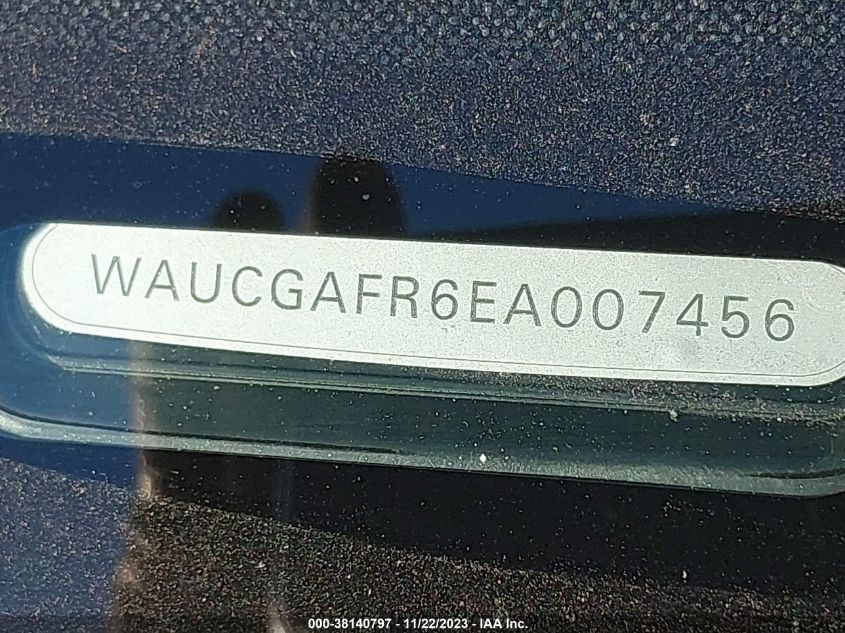 WAUCGAFR6EA007456
000-38140797 - 11/22/2023 - IAA Inc.